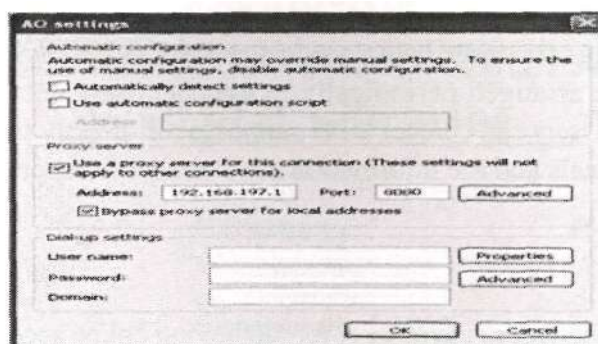 AO settings
Automatic configuration
Automatic configuration may override manual settings. To ensure the
use of manual settings, disable automatic configuration.
Automatically detect settings
Use automatic configuration script
Address
Proxy server
Use a proxy server for this connection (These settings will not
apply to other connections).
Address: 192.168.197.1 Port: 8080 Advanced
Bypass proxy server for local addresses
Dial-up settings
User name: Properties
Password: Advanced
Domain:
OK Cancel